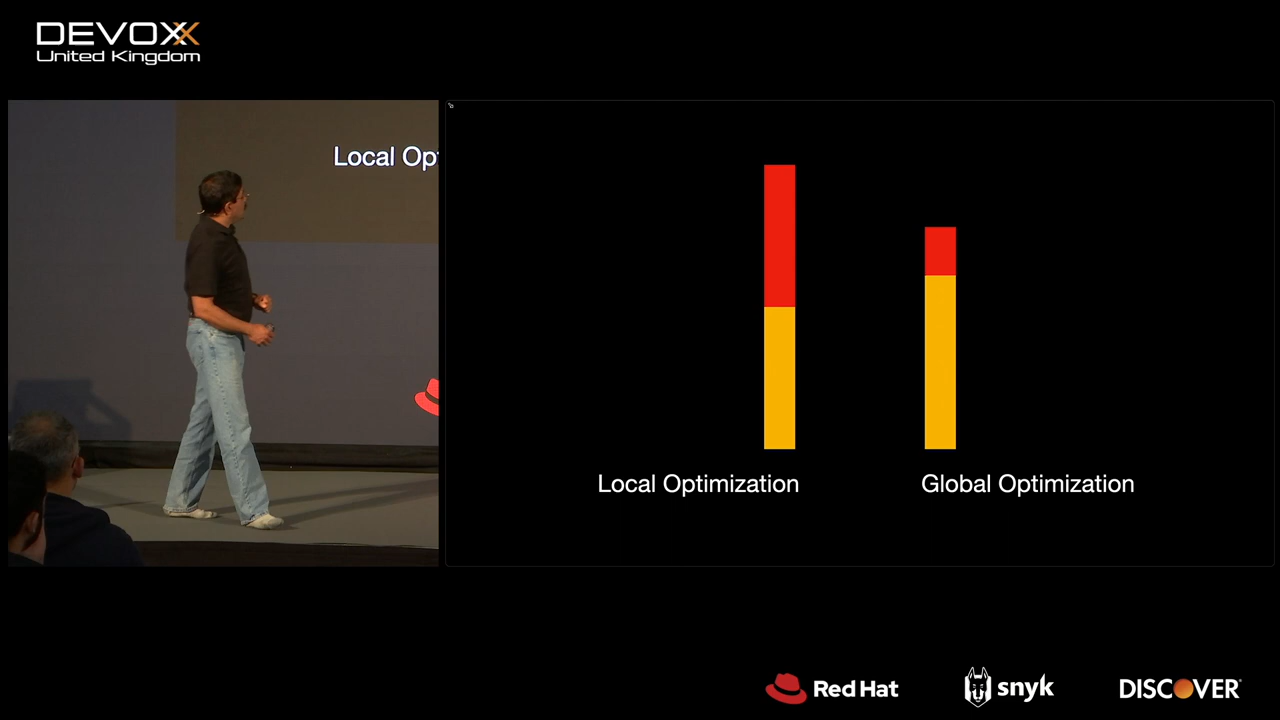 DEVOXX
United Kingdom
Local Op
Local Optimization
Global Optimization
Red Hat
snyk
DISCOVER